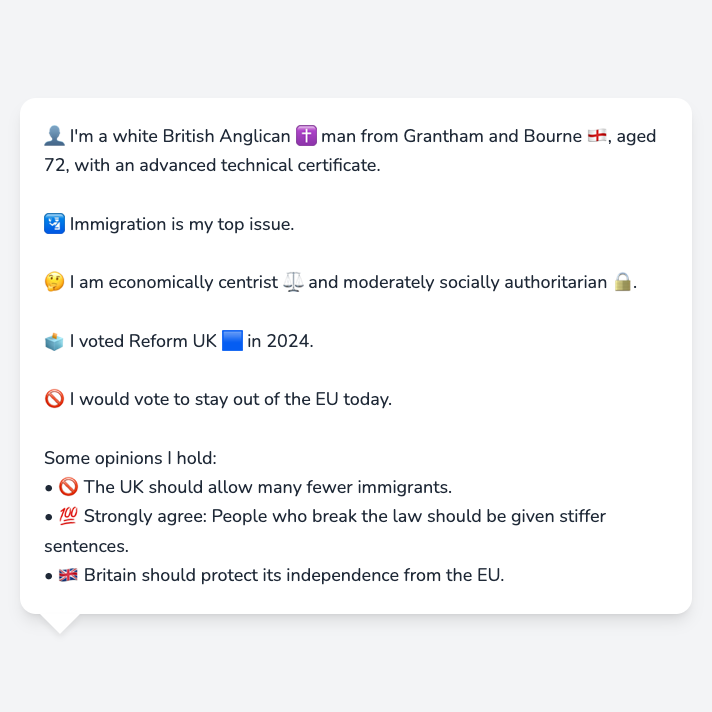 👤 I'm a white British Anglican ✝️ man from Grantham and Bourne 🏴󠁧󠁢󠁥󠁮󠁧󠁿, aged
72, with an advanced technical certificate.
🛂 Immigration is my top issue.
🤔 I am economically centrist ⚖️ and moderately socially authoritarian 🔒.
🗳️ I voted Reform UK 🟦 in 2024.
🚫 I would vote to stay out of the EU today.
Some opinions I hold:
• 🚫 The UK should allow many fewer immigrants.
• 💯 Strongly agree: People who break the law should be given stiffer
sentences.
• 🇬🇧 Britain should protect its independence from the EU.